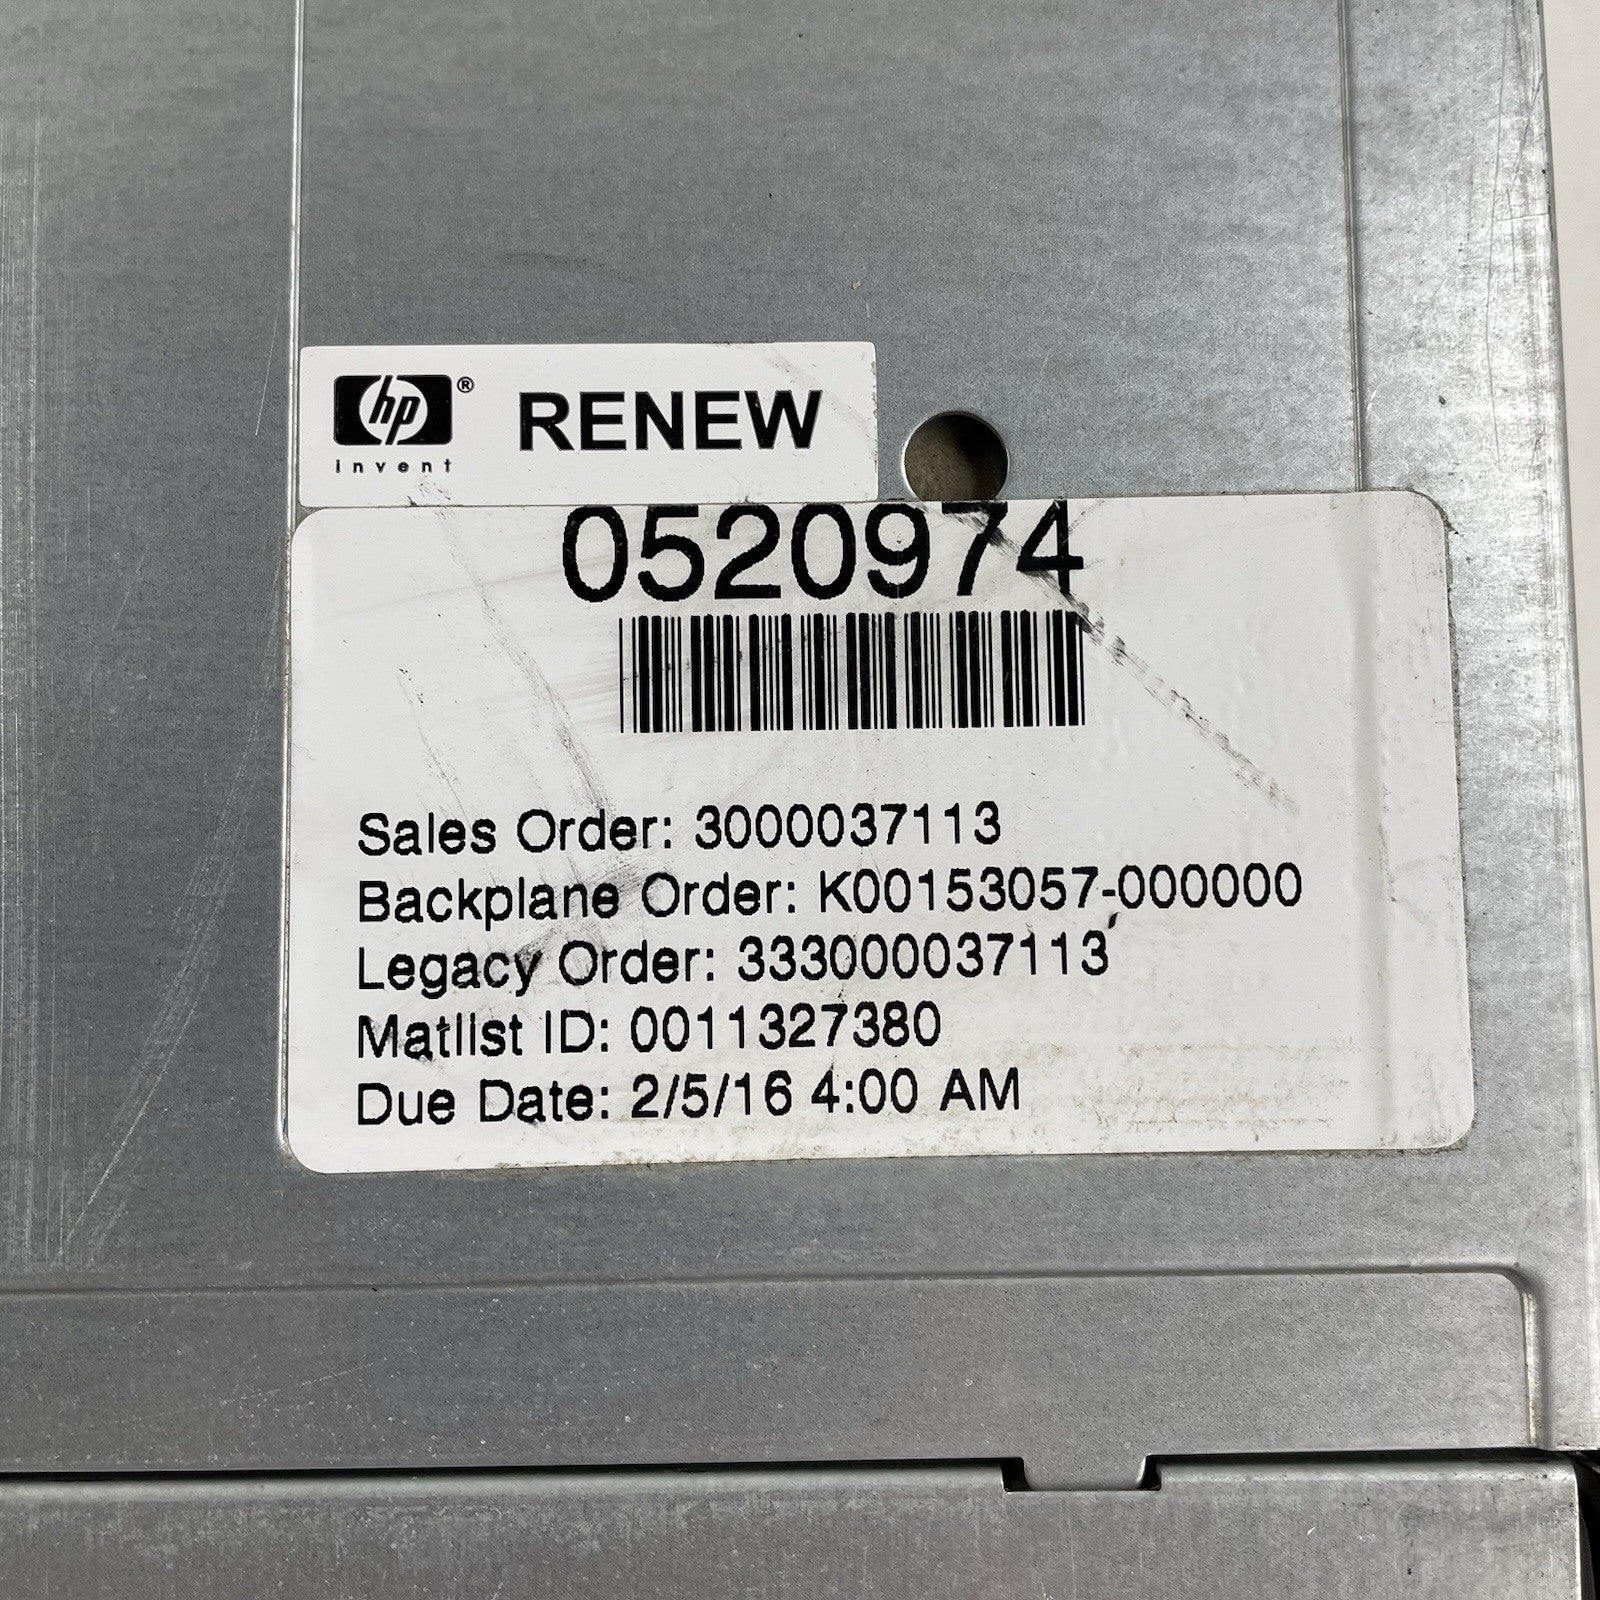 hp®
invent
RENEW
0520974
Sales Order: 3000037113
Backplane Order: K00153057-000000
Legacy Order: 333000037113
Matlist ID: 0011327380
Due Date: 2/5/16 4:00 AM